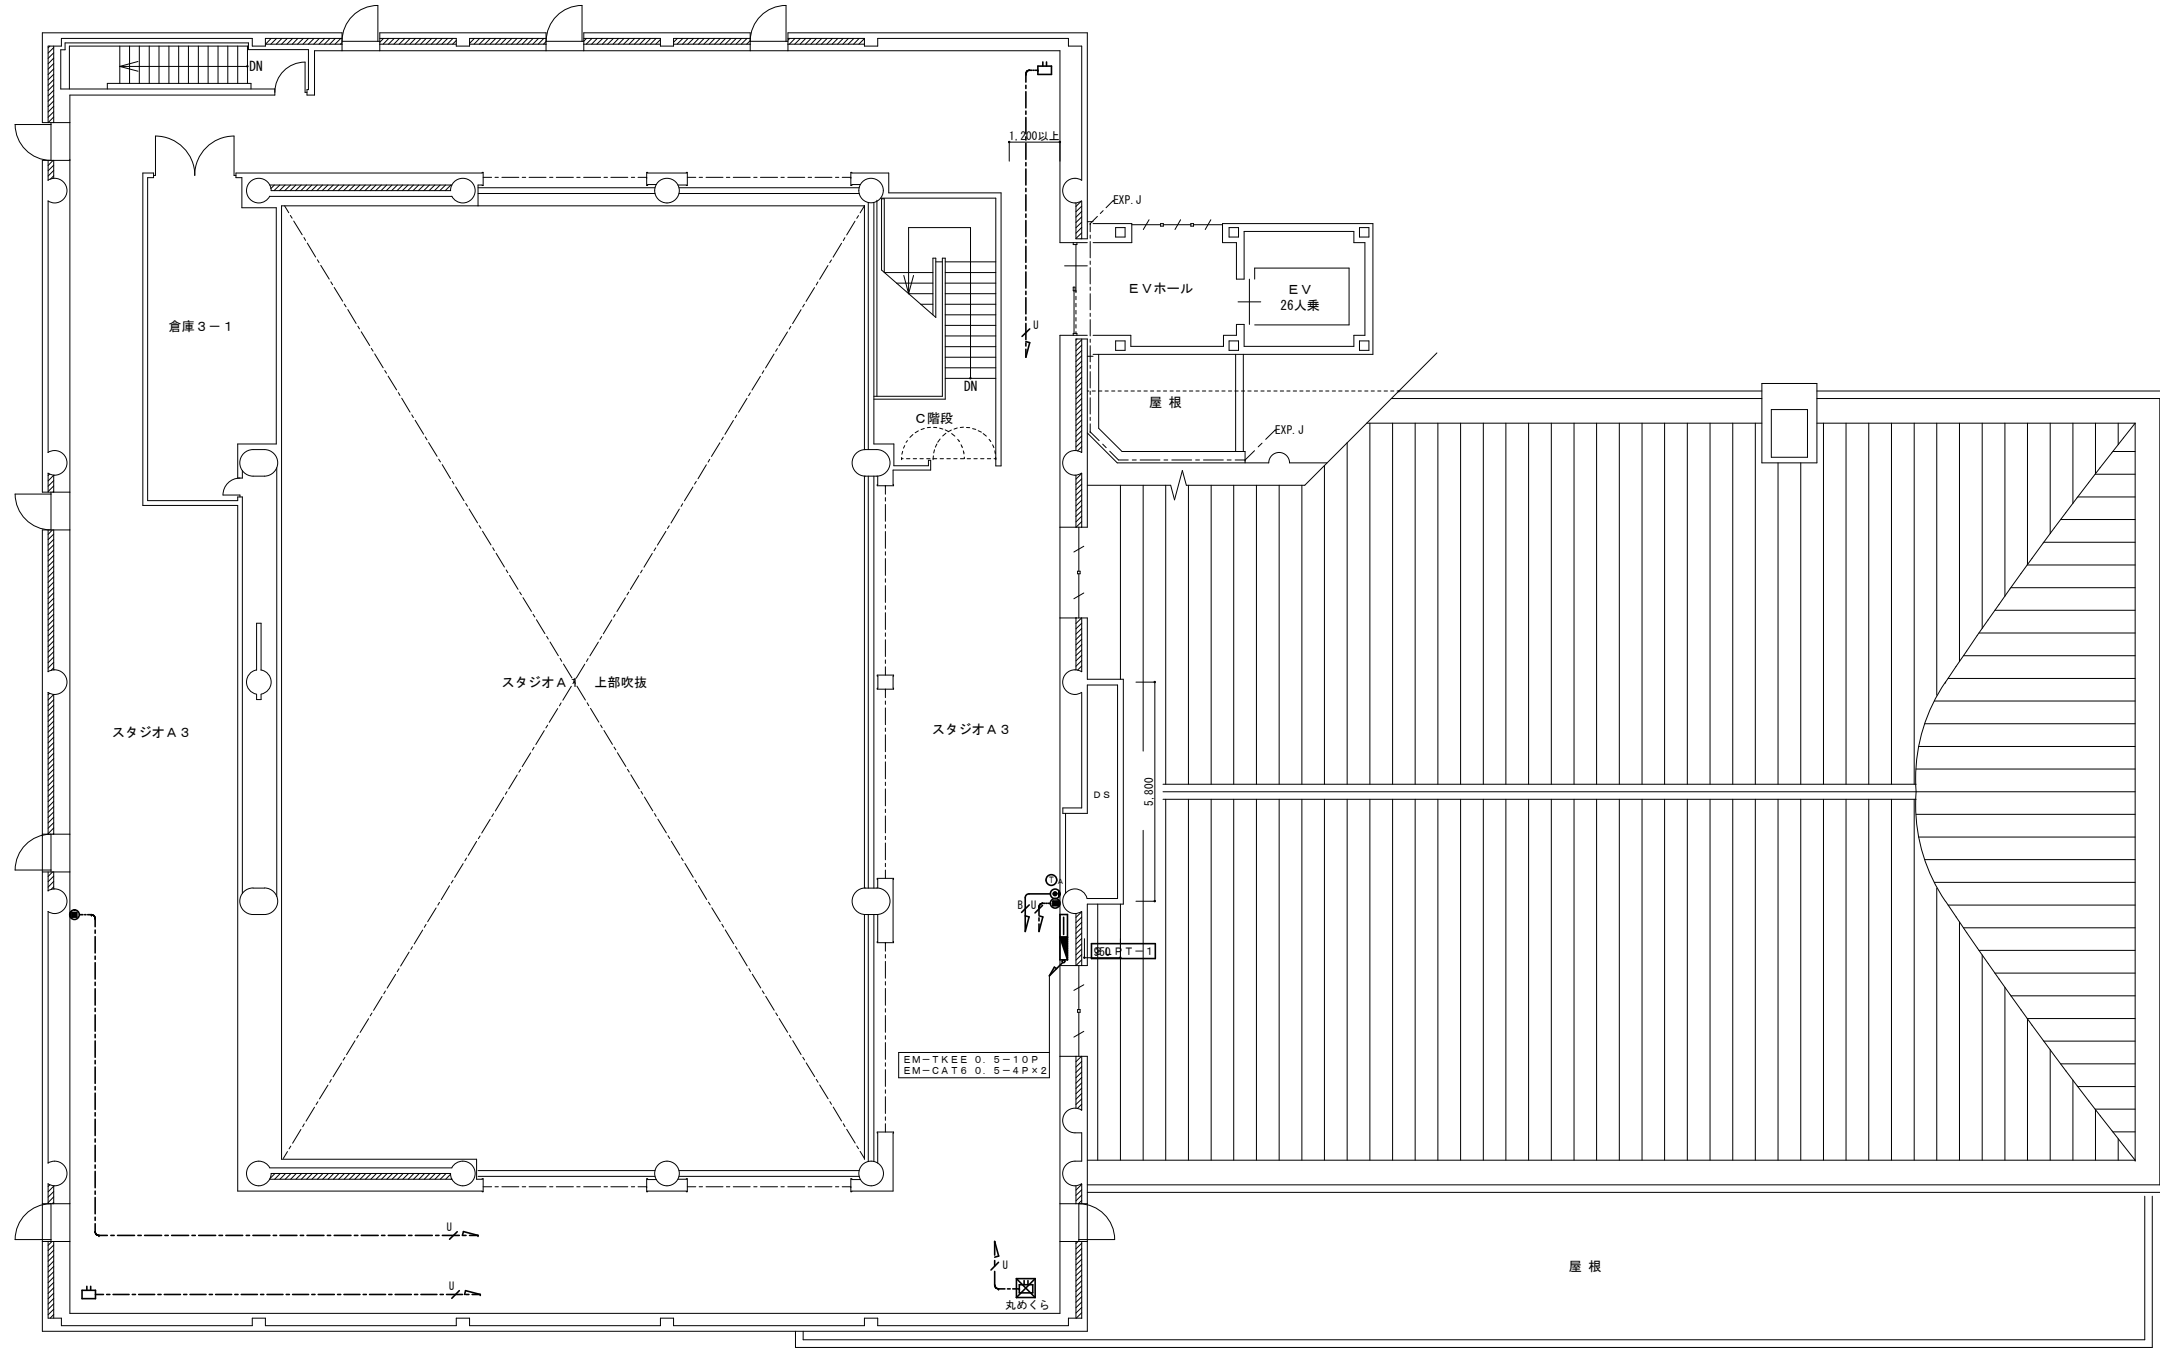 DN
1,200以上
EXP.J
EVホール
EV
26人乗
倉庫3-1
U
DN
屋 根
C階段
EXP.J
スタジオA1 上部吹抜
スタジオA3
スタジオA3
5,800
DS
T A
B
U
950
PT-1
EM-TKEE 0.5-10P
EM-CAT6 0.5-4P×2
U
U
U
屋 根
丸めくら